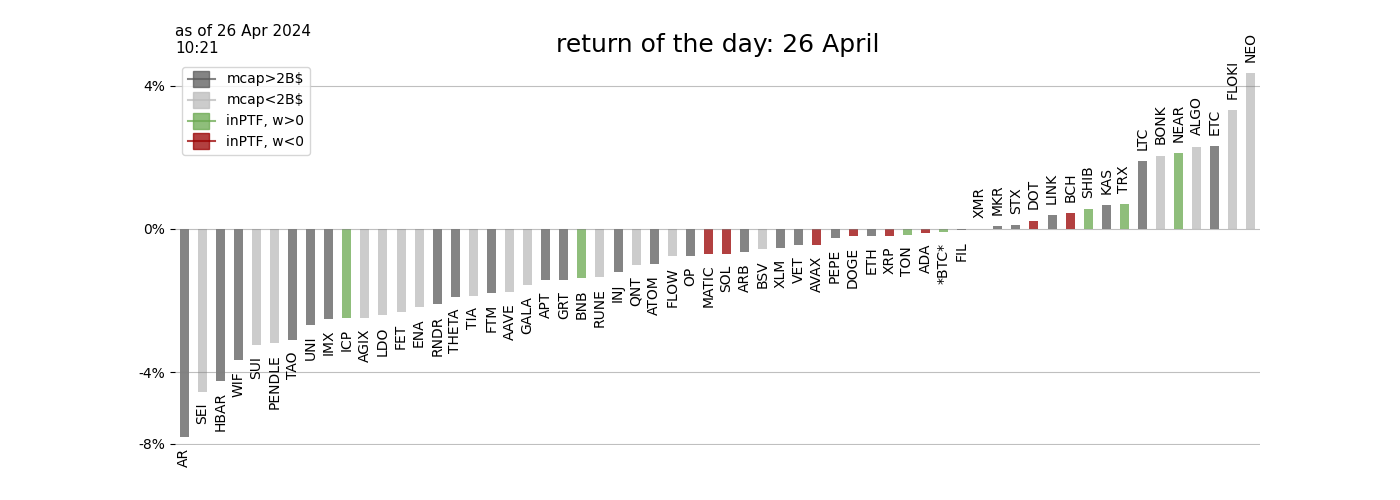 as of 26 Apr 2024
10:21
return of the day: 26 April
mcap>2B$
mcap<2B$
inPTF, w>0
inPTF, w<0
4%
0%
-4%
-8%
AR
SEI
HBAR
WIF
SUI
PENDLE
TAO
UNI
IMX
ICP
AGIX
LDO
FET
ENA
RNDR
THETA
TIA
FTM
AAVE
GALA
APT
GRT
BNB
RUNE
INJ
QNT
ATOM
FLOW
OP
MATIC
SOL
ARB
BSV
XLM
VET
AVAX
PEPE
DOGE
ETH
XRP
TON
ADA
*BTC*
FIL
XMR
MKR
STX
DOT
LINK
BCH
SHIB
KAS
TRX
LTC
BONK
NEAR
ALGO
ETC
FLOKI
NEO